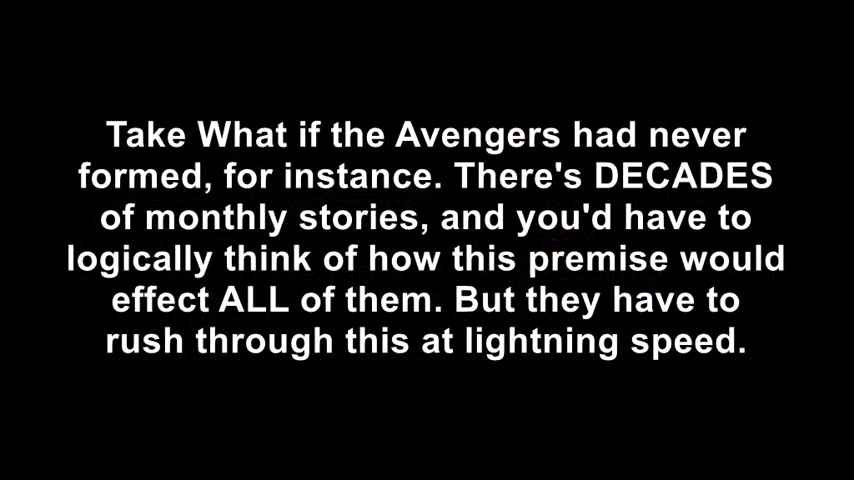 Take What if the Avengers had never
formed, for instance. There's DECADES
of monthly stories, and you'd have to
logically think of how this premise would
effect ALL of them. But they have to
rush through this at lightning speed.